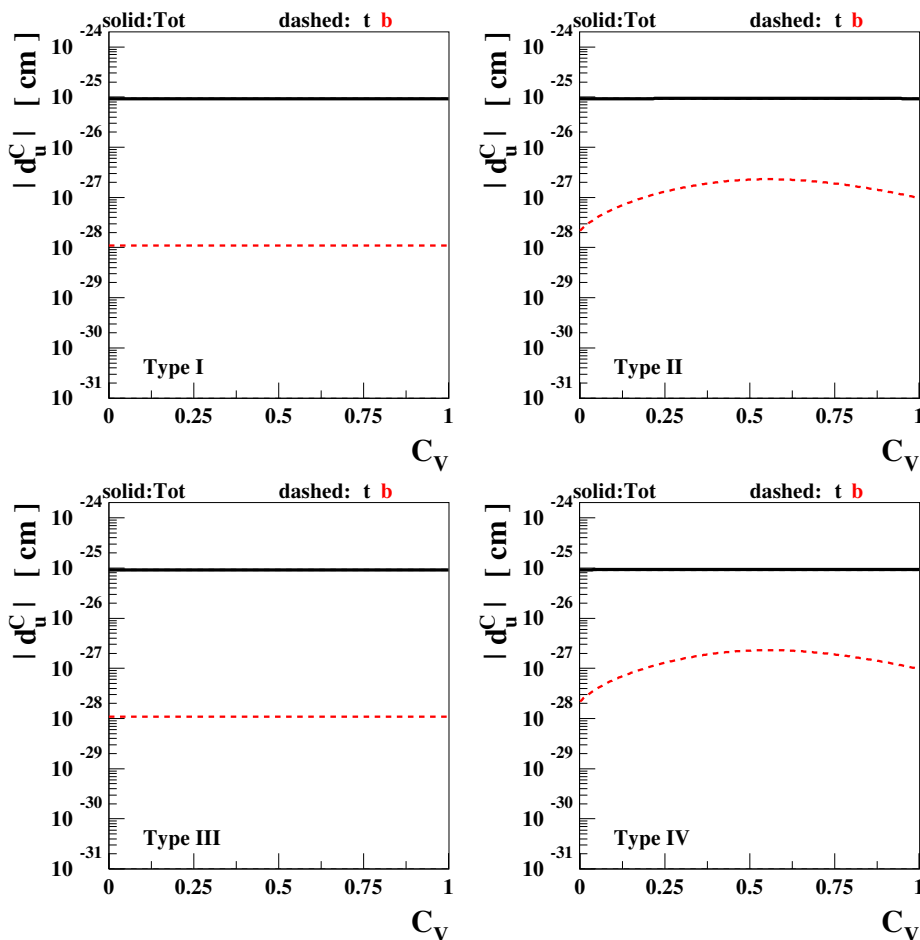 solid:Tot dashed: t b
| d_u^C | [ cm ]
10^-24
10^-25
10^-26
10^-27
10^-28
10^-29
10^-30
10^-31
Type I
0 0.25 0.5 0.75 1
C_V
solid:Tot dashed: t b
| d_u^C | [ cm ]
10^-24
10^-25
10^-26
10^-27
10^-28
10^-29
10^-30
10^-31
Type II
0 0.25 0.5 0.75 1
C_V
solid:Tot dashed: t b
| d_u^C | [ cm ]
10^-24
10^-25
10^-26
10^-27
10^-28
10^-29
10^-30
10^-31
Type III
0 0.25 0.5 0.75 1
C_V
solid:Tot dashed: t b
| d_u^C | [ cm ]
10^-24
10^-25
10^-26
10^-27
10^-28
10^-29
10^-30
10^-31
Type IV
0 0.25 0.5 0.75 1
C_V